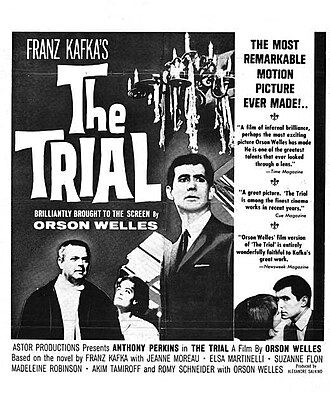 FRANZ KAFKA'S
The
TRIAL
BRILLIANTLY BROUGHT TO THE SCREEN By
ORSON WELLES
THE MOST
REMARKABLE
MOTION
PICTURE
EVER MADE!..
"A film of infernal brilliance,
perhaps the most exciting
picture Orson Welles has made
He is one of the greatest
talents that ever looked
through a lens."
—Time Magazine
"A great picture. 'The Trial
is among the finest cinema
works in recent years."
Cue Magazine
"Orson Welles' film version
of 'The Trial' is entirely
wonderfully faithful to Kafka's
great work.
—Newsweek Magazine
ASTOR PRODUCTIONS Presents ANTHONY PERKINS in THE TRIAL A Film By ORSON WELLES
Based on the novel by FRANZ KAFKA with JEANNE MOREAU · ELSA MARTINELLI · SUZANNE FLON
MADELEINE ROBINSON · AKIM TAMIROFF and ROMY SCHNEIDER with ORSON WELLES
Produced by
ALEXANDRE SALKIND